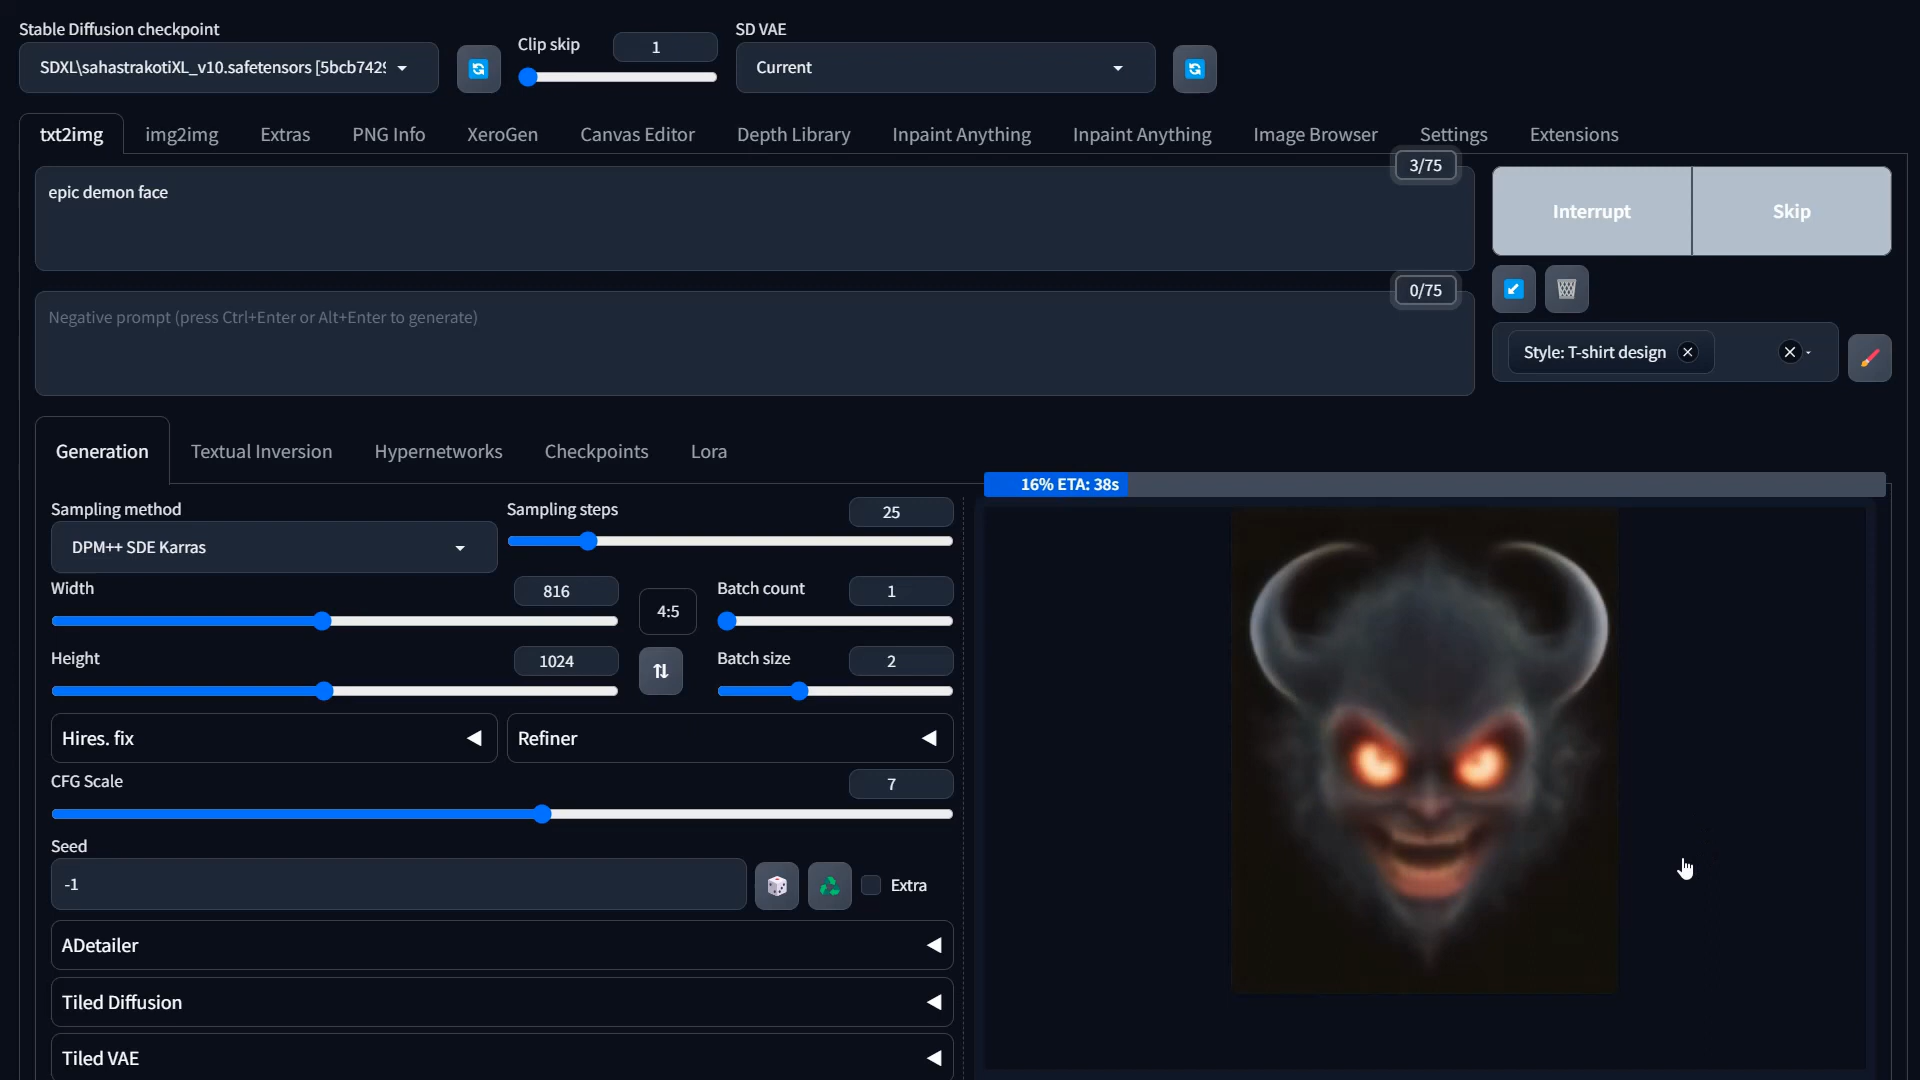 Stable Diffusion checkpoint
SDXL\sahastrakotiXL_v10.safetensors [5bcb7429
Clip skip
1
SD VAE
Current
txt2img
img2img
Extras
PNG Info
XeroGen
Canvas Editor
Depth Library
Inpaint Anything
Inpaint Anything
Image Browser
Settings
Extensions
3/75
epic demon face
Interrupt
Skip
0/75
Negative prompt (press Ctrl+Enter or Alt+Enter to generate)
Style: T-shirt design
Generation
Textual Inversion
Hypernetworks
Checkpoints
Lora
16% ETA: 38s
Sampling method
DPM++ SDE Karras
Sampling steps
25
Width
816
4:5
Batch count
1
Height
1024
Batch size
2
Hires. fix
Refiner
CFG Scale
7
Seed
-1
Extra
ADetailer
Tiled Diffusion
Tiled VAE